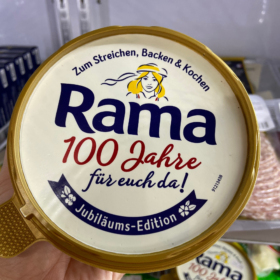 Zum Streichen, Backen & Kochen
Rama
100 Jahre
für euch da!
Jubiläums-Edition